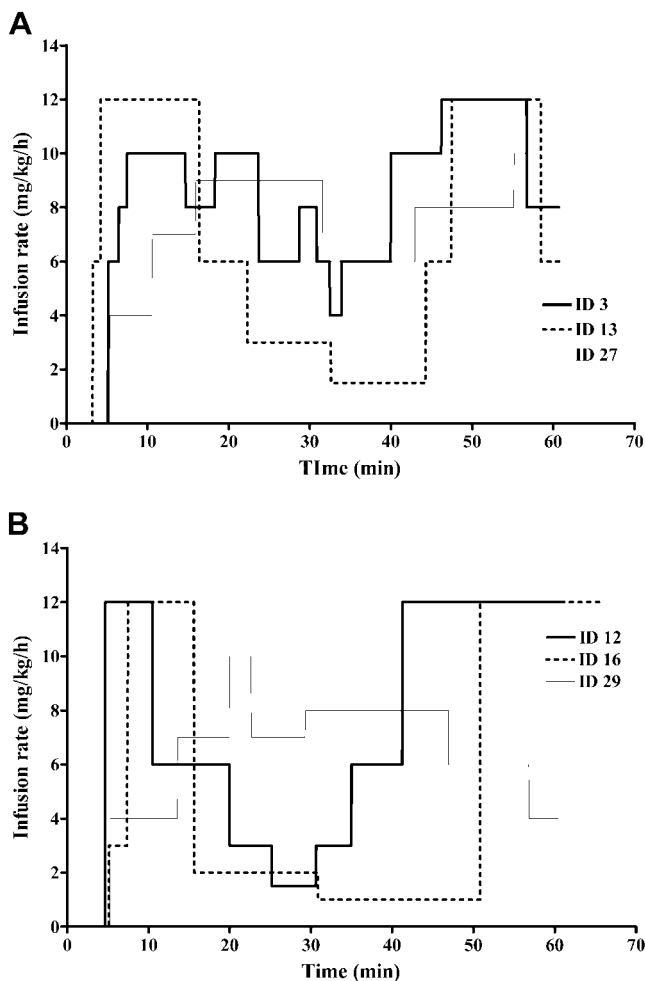 A
14
12
10
8
6
4
2
0
Infusion rate (mg/kg/h)
ID 3
ID 13
ID 27
0 10 20 30 40 50 60 70
TImc (min)
B
14
12
10
8
6
4
2
0
Infusion rate (mg/kg/h)
ID 12
ID 16
ID 29
0 10 20 30 40 50 60 70
Time (min)